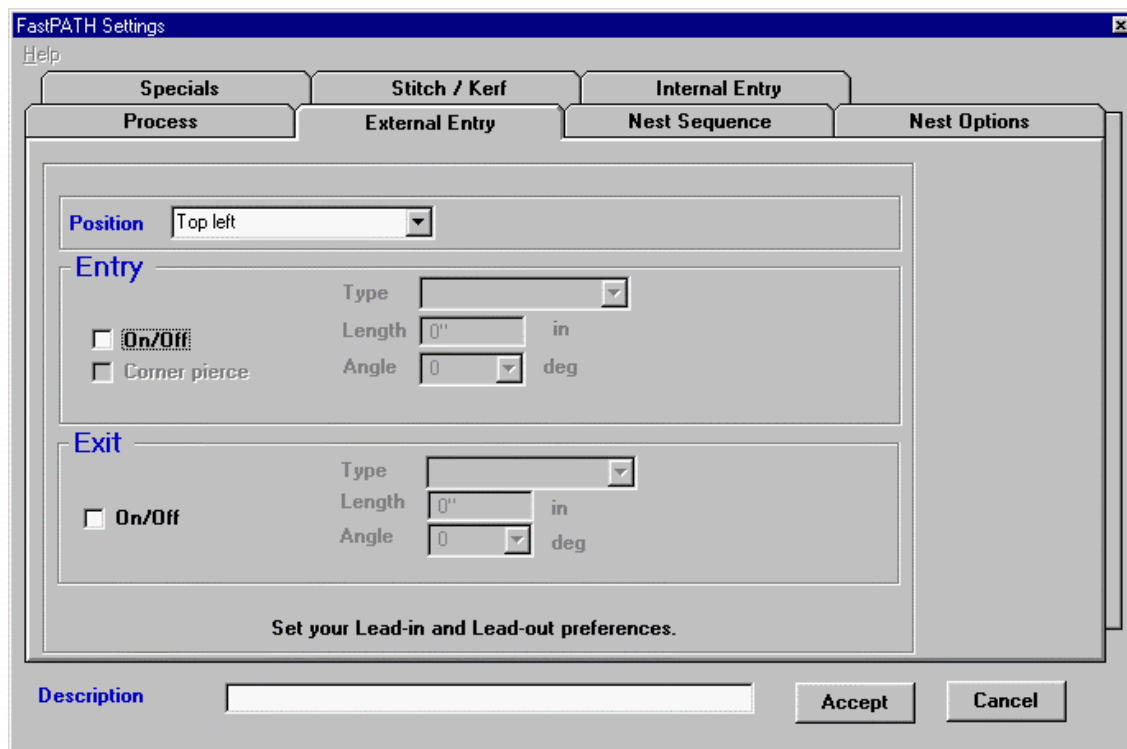 FastPATH Settings
Help
Specials Stitch / Kerf Internal Entry
Process External Entry Nest Sequence Nest Options
Position Top left
Entry
Type
On/Off
Length 0" in
Corner pierce
Angle 0 deg
Exit
Type
On/Off
Length 0" in
Angle 0 deg
Set your Lead-in and Lead-out preferences.
Description Accept Cancel